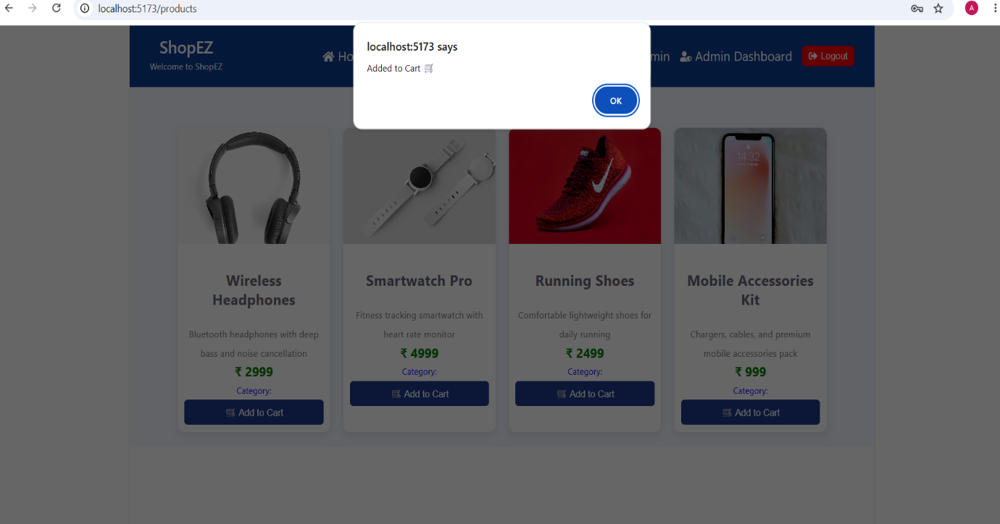 localhost:5173/products
A
localhost:5173 says
Added to Cart 🛒
OK
ShopEZ
Welcome to ShopEZ
Admin Dashboard
Logout
14:32
Wireless
Headphones
Bluetooth headphones with deep
bass and noise cancellation
₹ 2999
Category:
🛒 Add to Cart
Smartwatch Pro
Fitness tracking smartwatch with
heart rate monitor
₹ 4999
Category:
🛒 Add to Cart
Running Shoes
Comfortable lightweight shoes for
daily running
₹ 2499
Category:
🛒 Add to Cart
Mobile Accessories
Kit
Chargers, cables, and premium
mobile accessories pack
₹ 999
Category:
🛒 Add to Cart